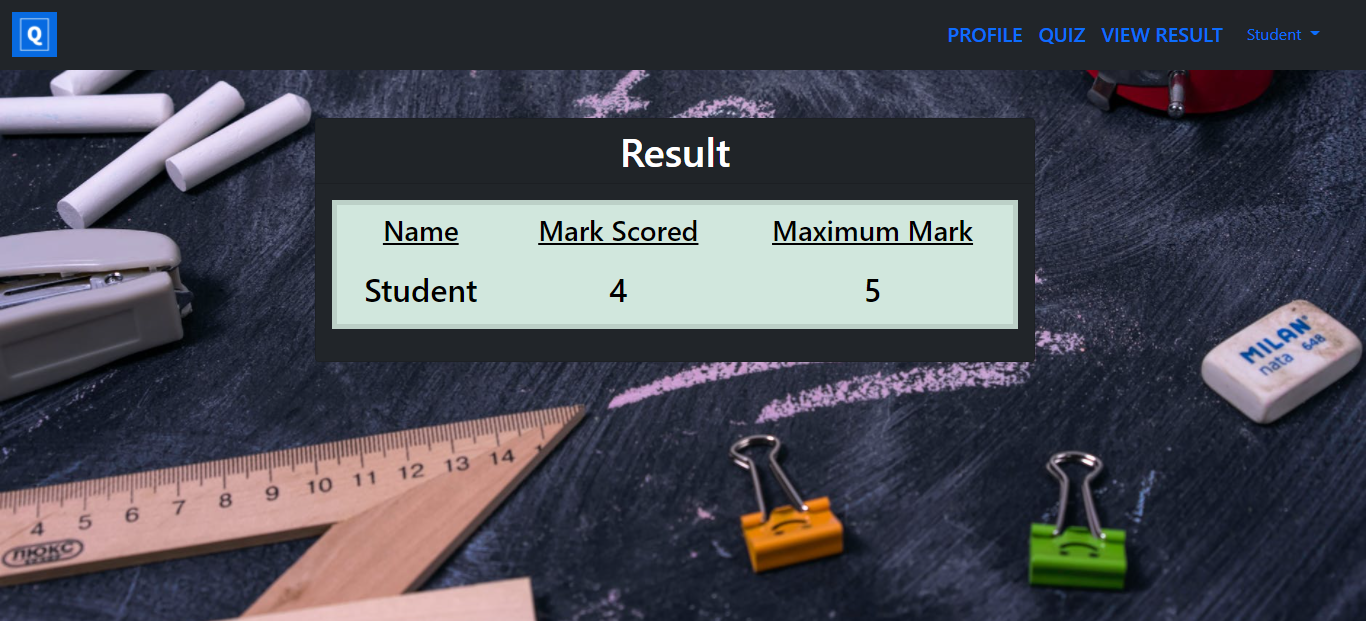 Q
PROFILE QUIZ VIEW RESULT Student
Result
Name Mark Scored Maximum Mark
Student 4 5
MILAN
nata 648
4 5 6 7 8 9 10 11 12 13 14
ЛЮКС